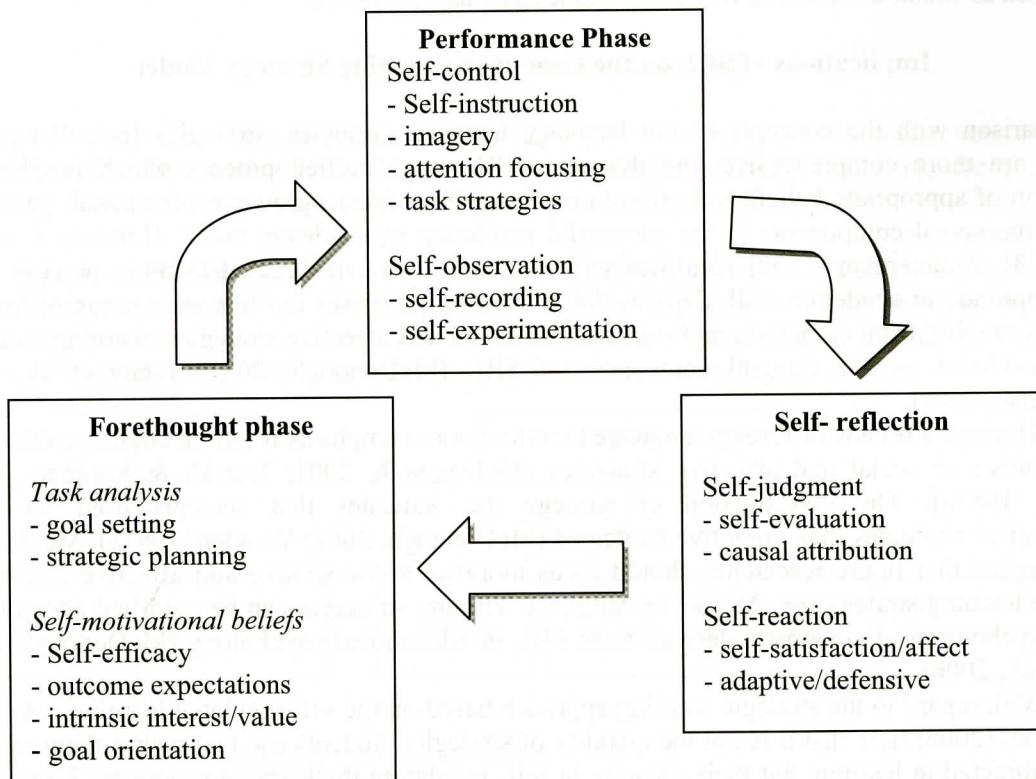 Performance Phase
Self-control
- Self-instruction
- imagery
- attention focusing
- task strategies
Self-observation
- self-recording
- self-experimentation
Forethought phase
Task analysis
- goal setting
- strategic planning
Self-motivational beliefs
- Self-efficacy
- outcome expectations
- intrinsic interest/value
- goal orientation
Self- reflection
Self-judgment
- self-evaluation
- causal attribution
Self-reaction
- self-satisfaction/affect
- adaptive/defensive